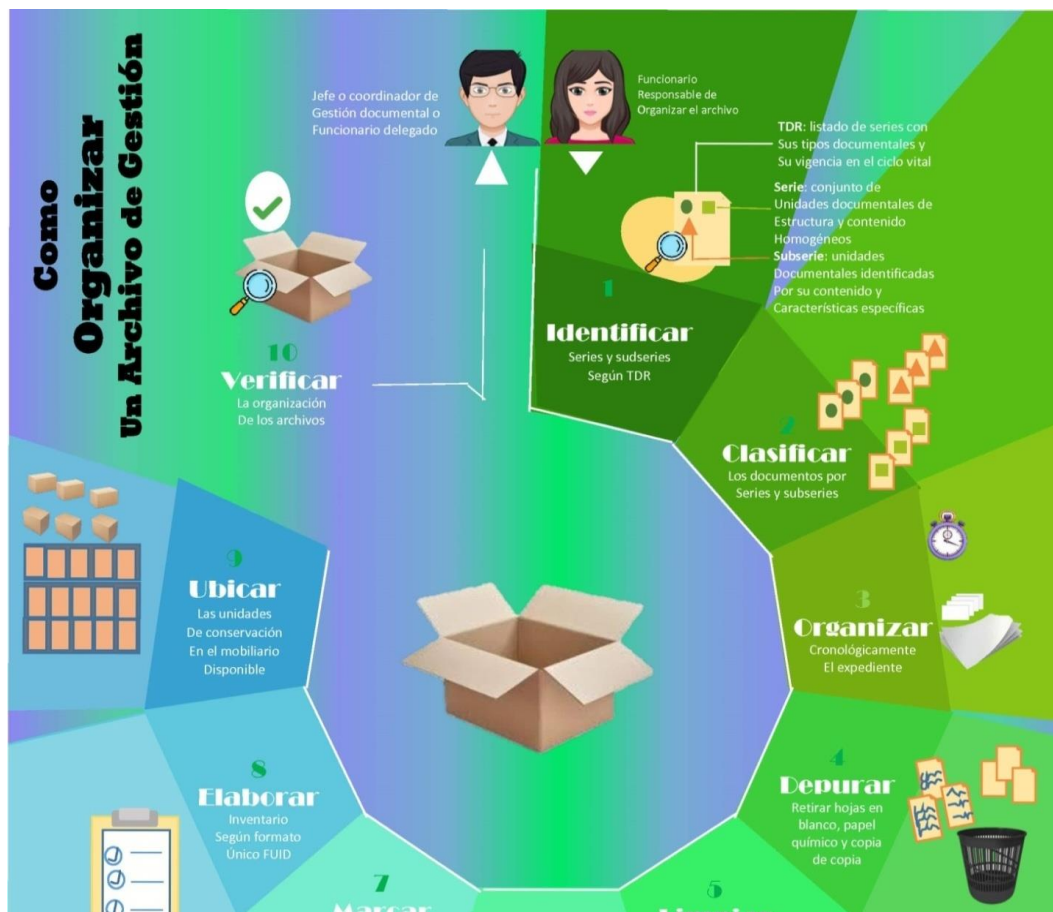 Como
Organizar
Un Archivo de Gestión
Jefe o coordinador de
Gestión documental o
Funcionario delegado
Funcionario
Responsable de
Organizar el archivo
TDR: listado de series con
Sus tipos documentales y
Su vigencia en el ciclo vital
Serie: conjunto de
Unidades documentales de
Estructura y contenido
Homogéneos
Subserie: unidades
Documentales identificadas
Por su contenido y
Características específicas
1
Identificar
Series y sudseries
Según TDR
2
Clasificar
Los documentos por
Series y subseries
3
Organizar
Cronológicamente
El expediente
4
Depurar
Retirar hojas en
blanco, papel
químico y copia
de copia
5
7
Marcar
8
Elaborar
Inventario
Según formato
Único FUID
9
Ubicar
Las unidades
De conservación
En el mobiliario
Disponible
10
Verificar
La organización
De los archivos